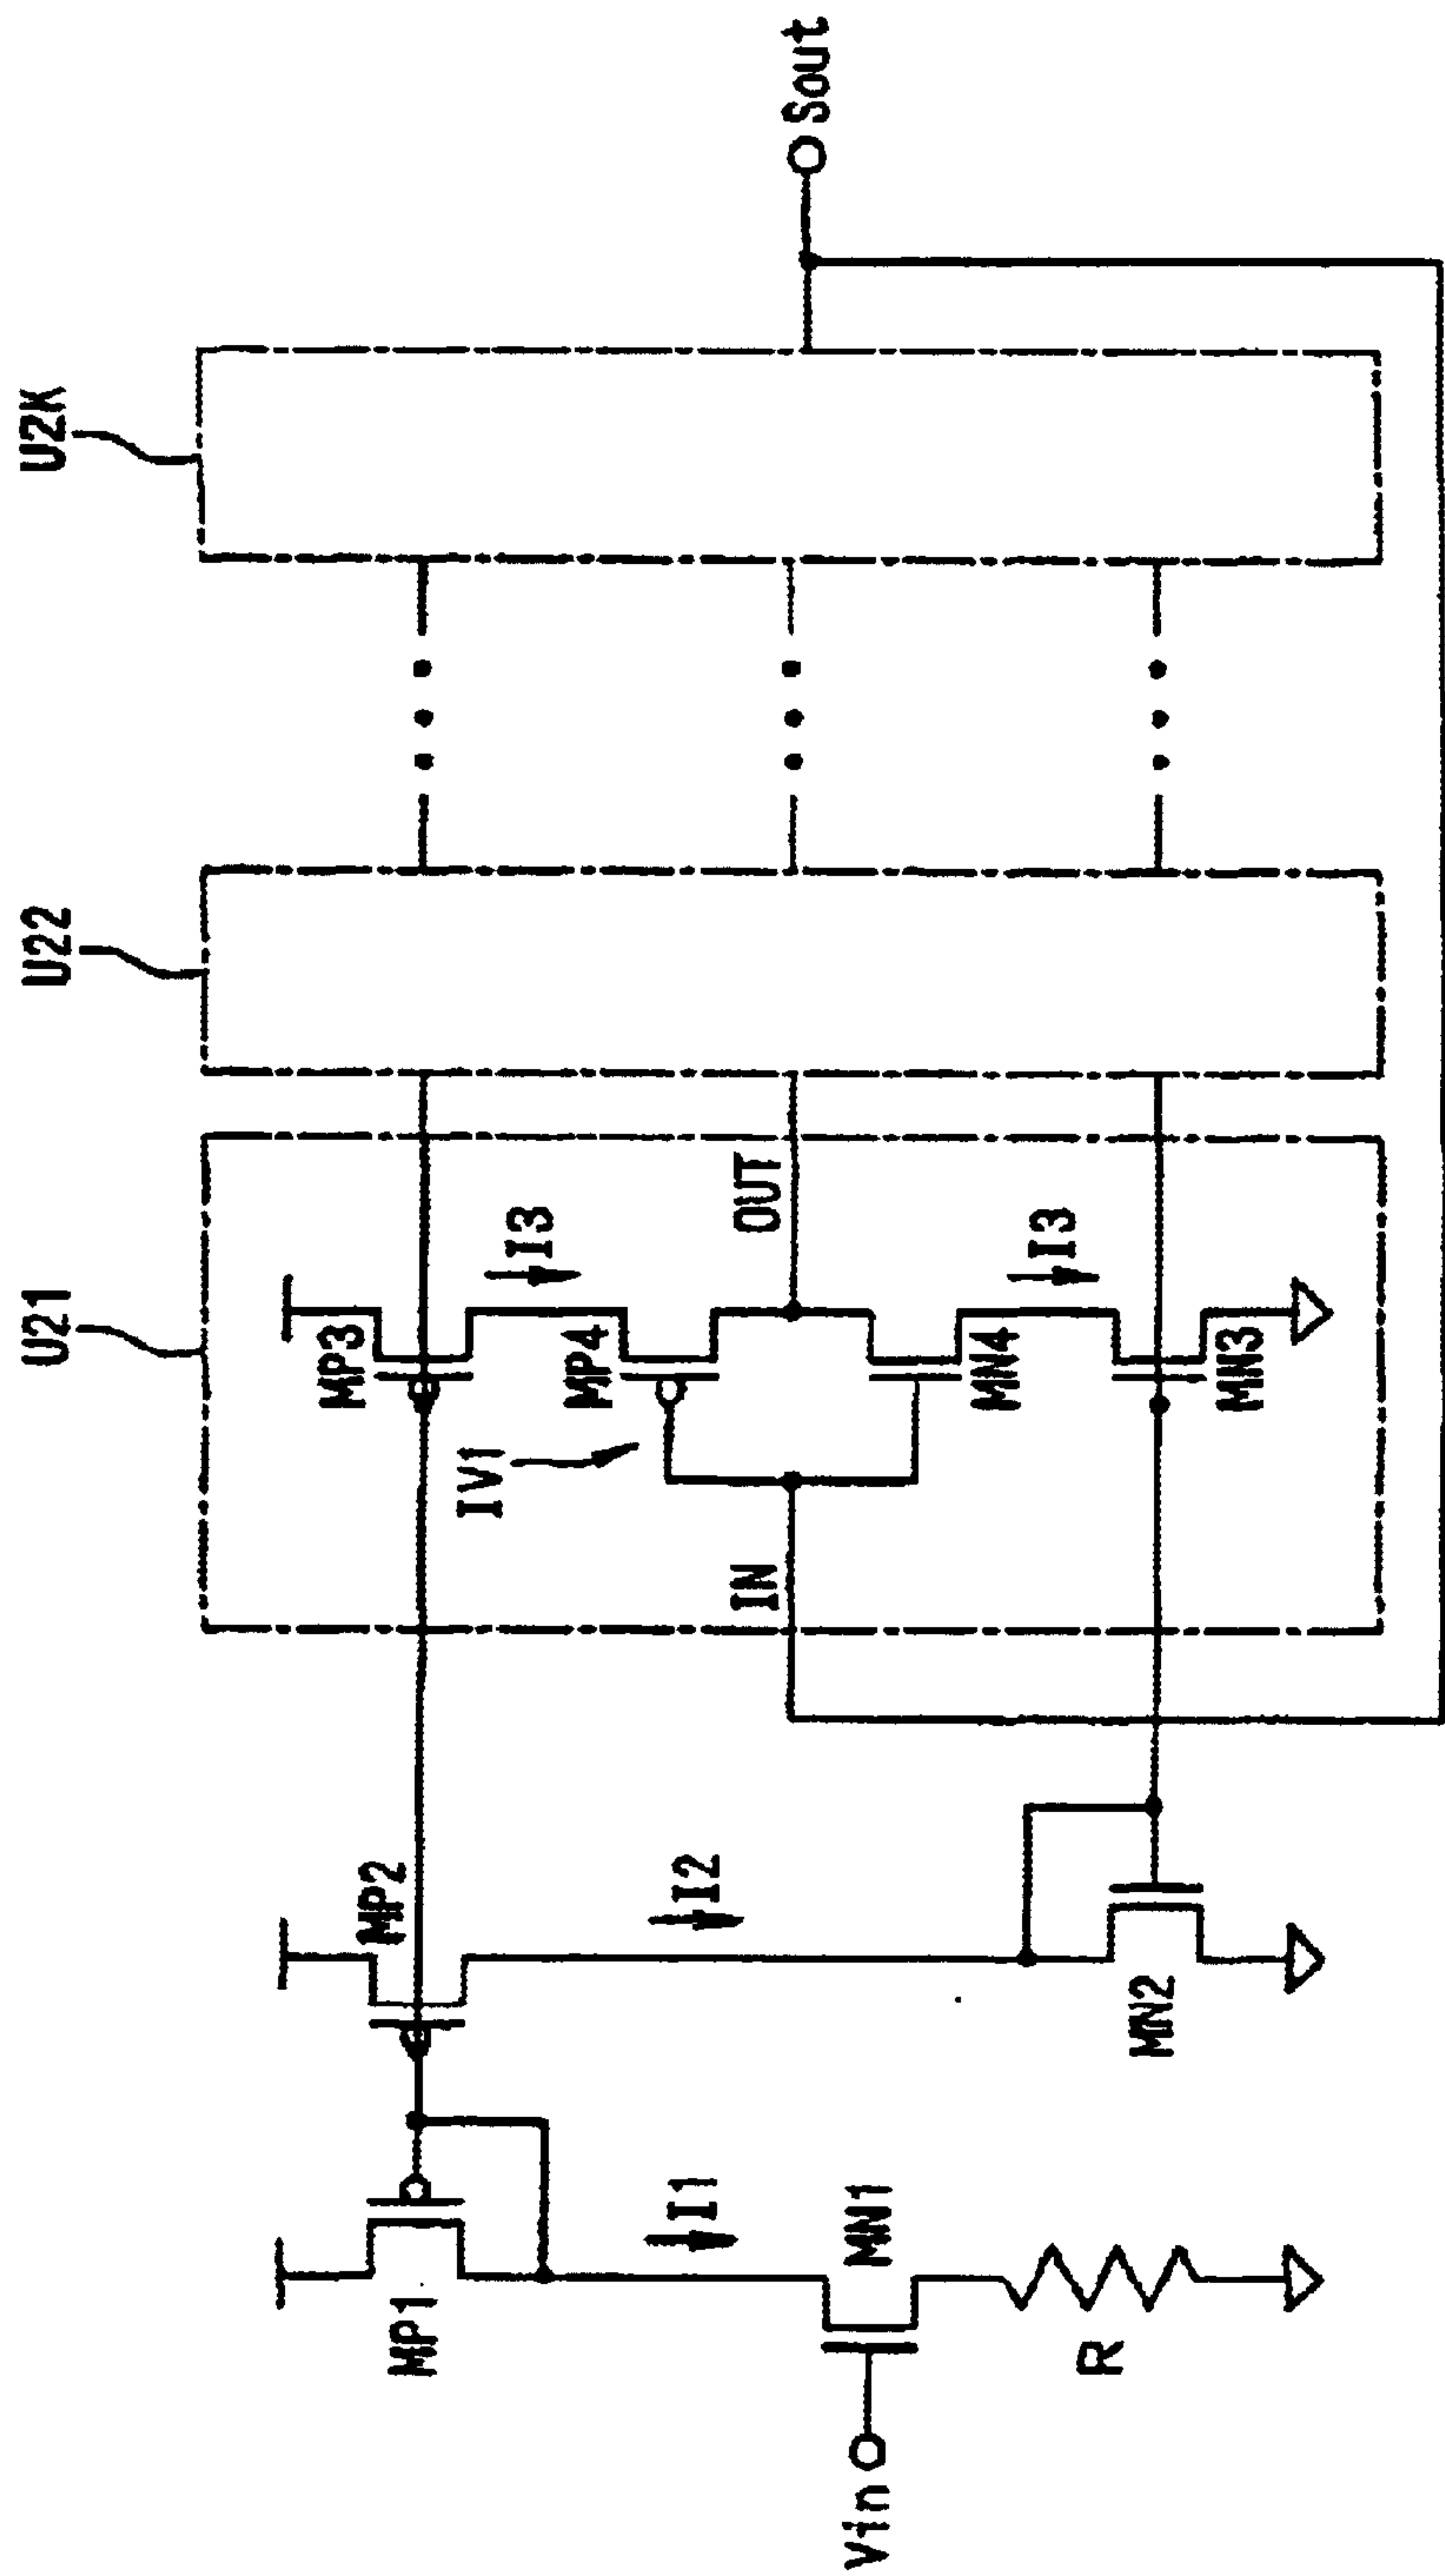 U21
U22
U2K
MP1
MP2
MP3
I3
IV1
MP4
I1
I2
IN
OUT
Sout
Vin
MN1
MN4
I3
R
MN2
MN3